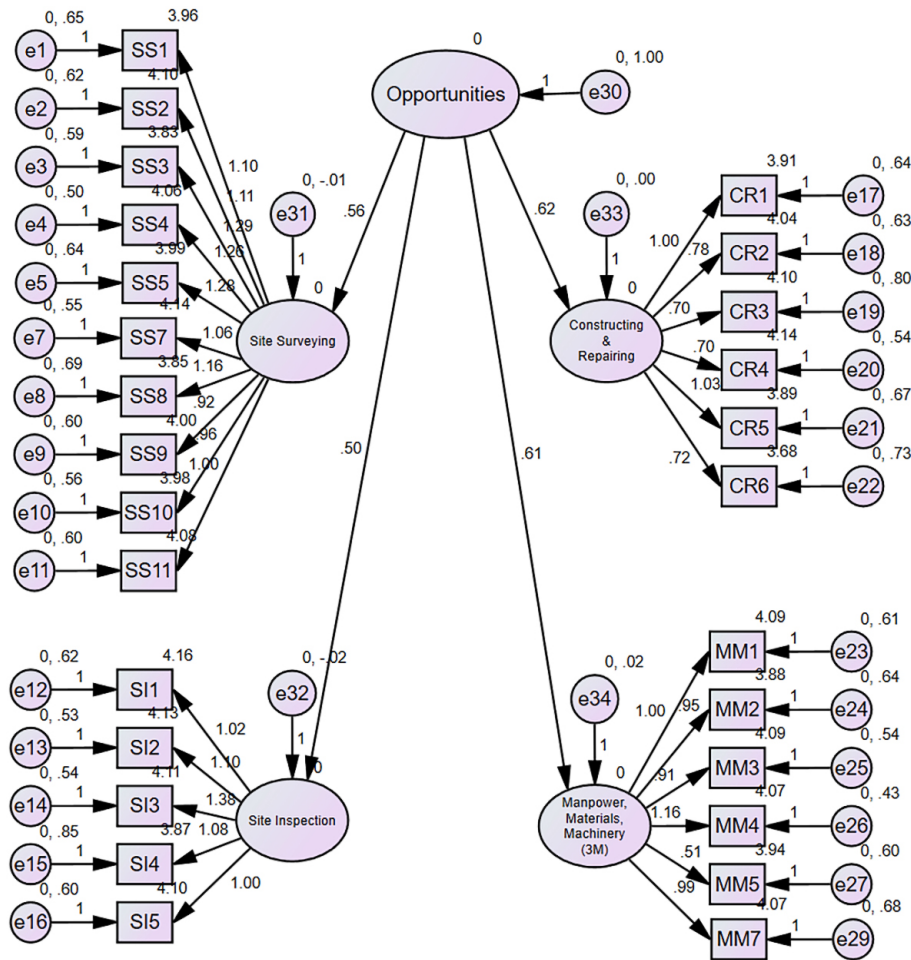 3.96
0, .65
e1
1
SS1
4.10
0, .62
e2
1
SS2
3.83
0, .59
e3
1
SS3
4.06
0, .50
e4
1
SS4
3.99
0, .64
e5
1
SS5
4.14
0, .55
e7
1
SS7
3.85
0, .69
e8
1
SS8
4.00
0, .60
e9
1
SS9
3.98
0, .56
e10
1
SS10
4.08
0, .60
e11
1
SS11
1.10
1.11
1.29
1.26
1.28
1.06
1.16
.92
.96
1.00
0, -.01
e31
1
0
Site Surveying
0
Opportunities
1
0, 1.00
e30
.56
.50
.61
.62
0, .00
e33
1
0
Constructing
&
Repairing
1.00
.78
.70
.70
1.03
.72
3.91
CR1
1
0, .64
e17
4.04
CR2
1
0, .63
e18
4.10
CR3
1
0, .80
e19
4.14
CR4
1
0, .54
e20
3.89
CR5
1
0, .67
e21
3.68
CR6
1
0, .73
e22
4.16
0, .62
e12
1
SI1
4.13
0, .53
e13
1
SI2
4.11
0, .54
e14
1
SI3
3.87
0, .85
e15
1
SI4
4.10
0, .60
e16
1
SI5
1.02
1.10
1.38
1.08
1.00
0, -.02
e32
1
0
Site Inspection
0, .02
e34
1
0
Manpower,
Materials,
Machinery
(3M)
1.00
.95
.91
1.16
.51
.99
4.09
MM1
1
0, .61
e23
3.88
MM2
1
0, .64
e24
4.09
MM3
1
0, .54
e25
4.07
MM4
1
0, .43
e26
3.94
MM5
1
0, .60
e27
4.07
MM7
1
0, .68
e29